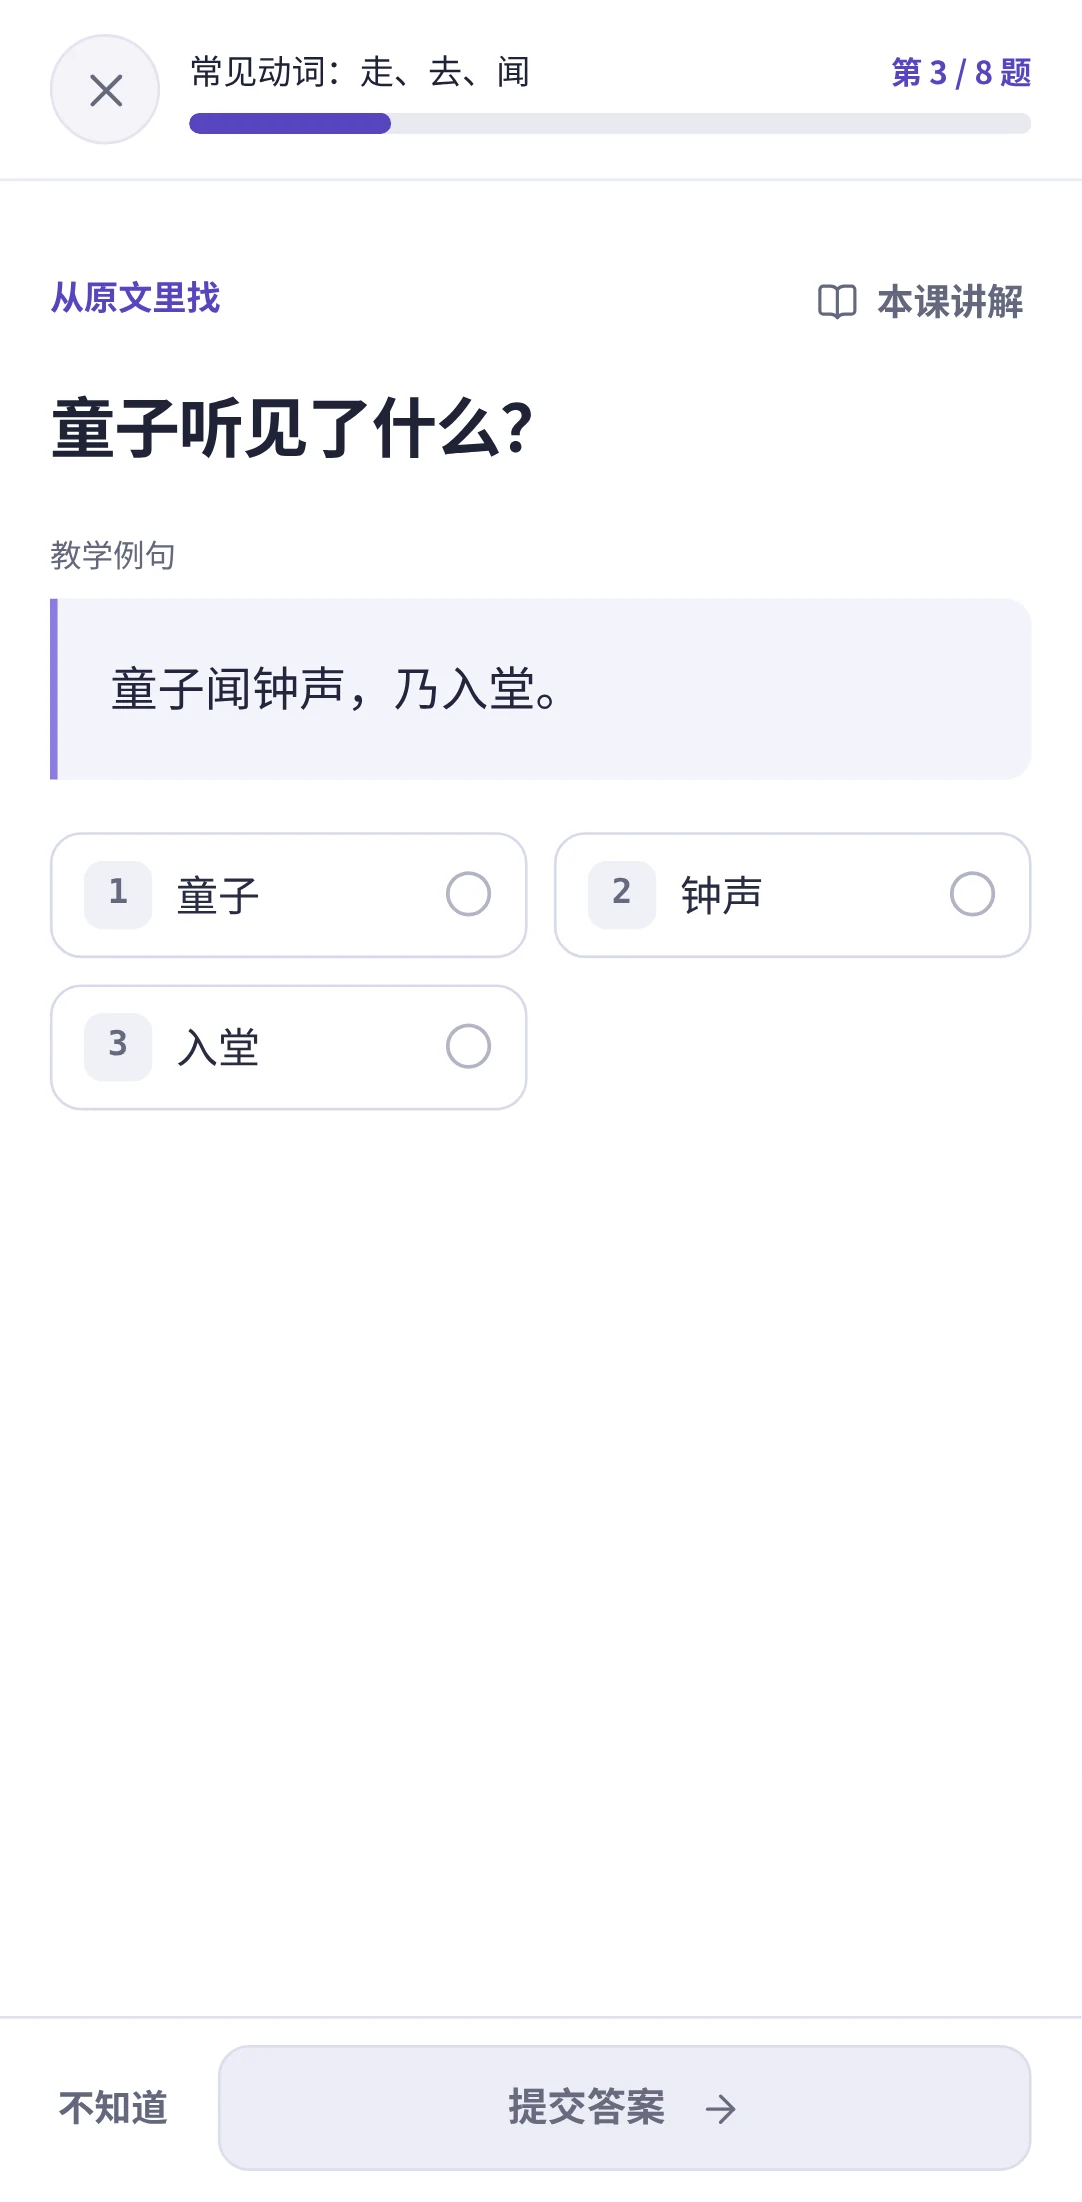 常见动词：走、去、闻
第 3 / 8 题
从原文里找
本课讲解
童子听见了什么？
教学例句
童子闻钟声，乃入堂。
1 童子
2 钟声
3 入堂
不知道
提交答案 →